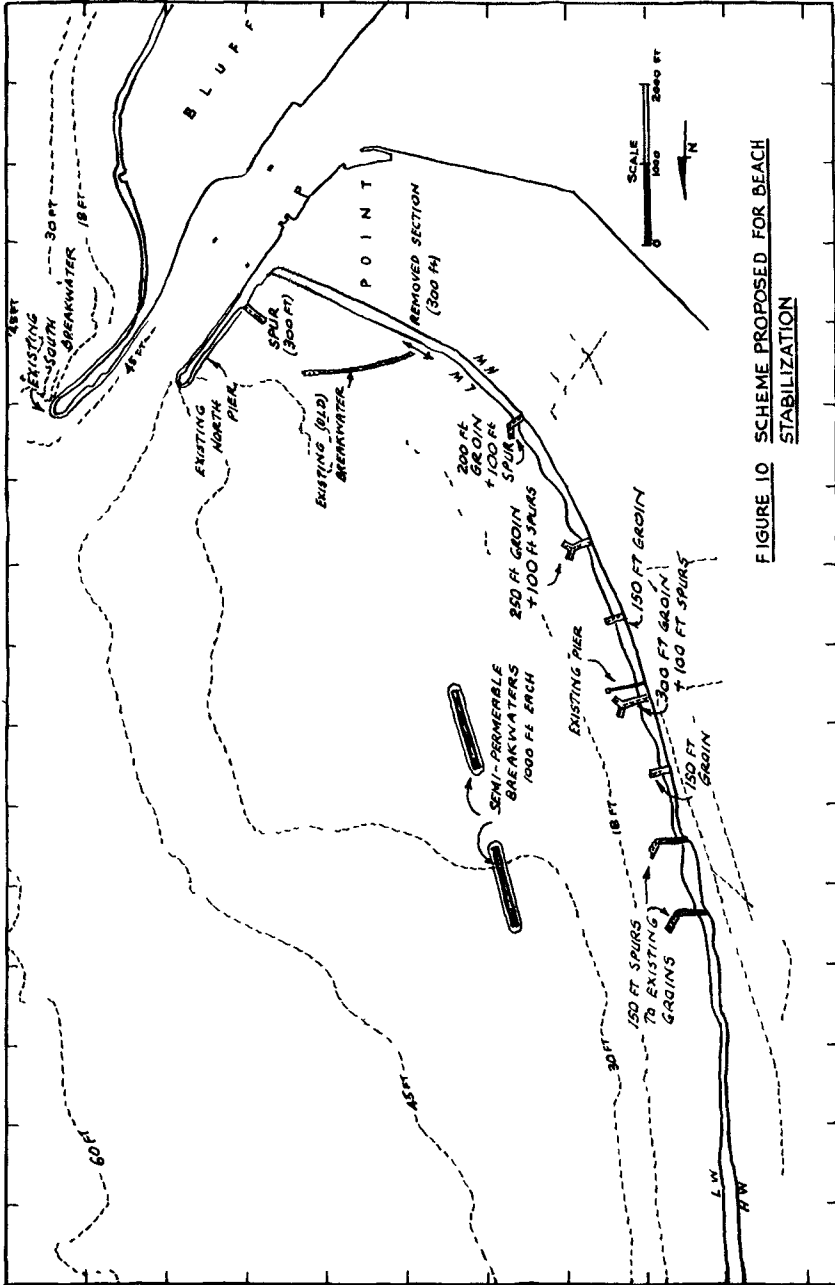 48 FT
EXISTING
SOUTH
BREAKWATER
30 FT
18 FT
45 FT
BLUFF
EXISTING
NORTH
PIER
SPUR
(300 FT)
POINT
EXISTING (OLD)
BREAKWATER
REMOVED SECTION
(300 ft)
L W
H W
200 FT
GROIN
+100 Ft
SPUR
250 Ft GROIN
+100 Ft SPURS
150 FT GROIN
300 FT GROIN
+ 100 FT SPURS
EXISTING PIER
150 FT
GROIN
SEMI-PERMEABLE
BREAKWATERS
1000 Ft EACH
18 FT
150 FT SPURS
TO EXISTING
GROINS
30 FT
45 FT
60 Ft
L W
H W
SCALE
0 1000 2000 FT
N
FIGURE 10 SCHEME PROPOSED FOR BEACH
STABILIZATION